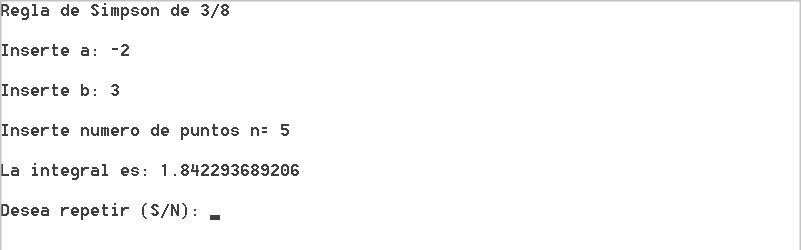 Regla de Simpson de 3/8
Inserte a: -2
Inserte b: 3
Inserte numero de puntos n= 5
La integral es: 1.842293689206
Desea repetir (S/N): _